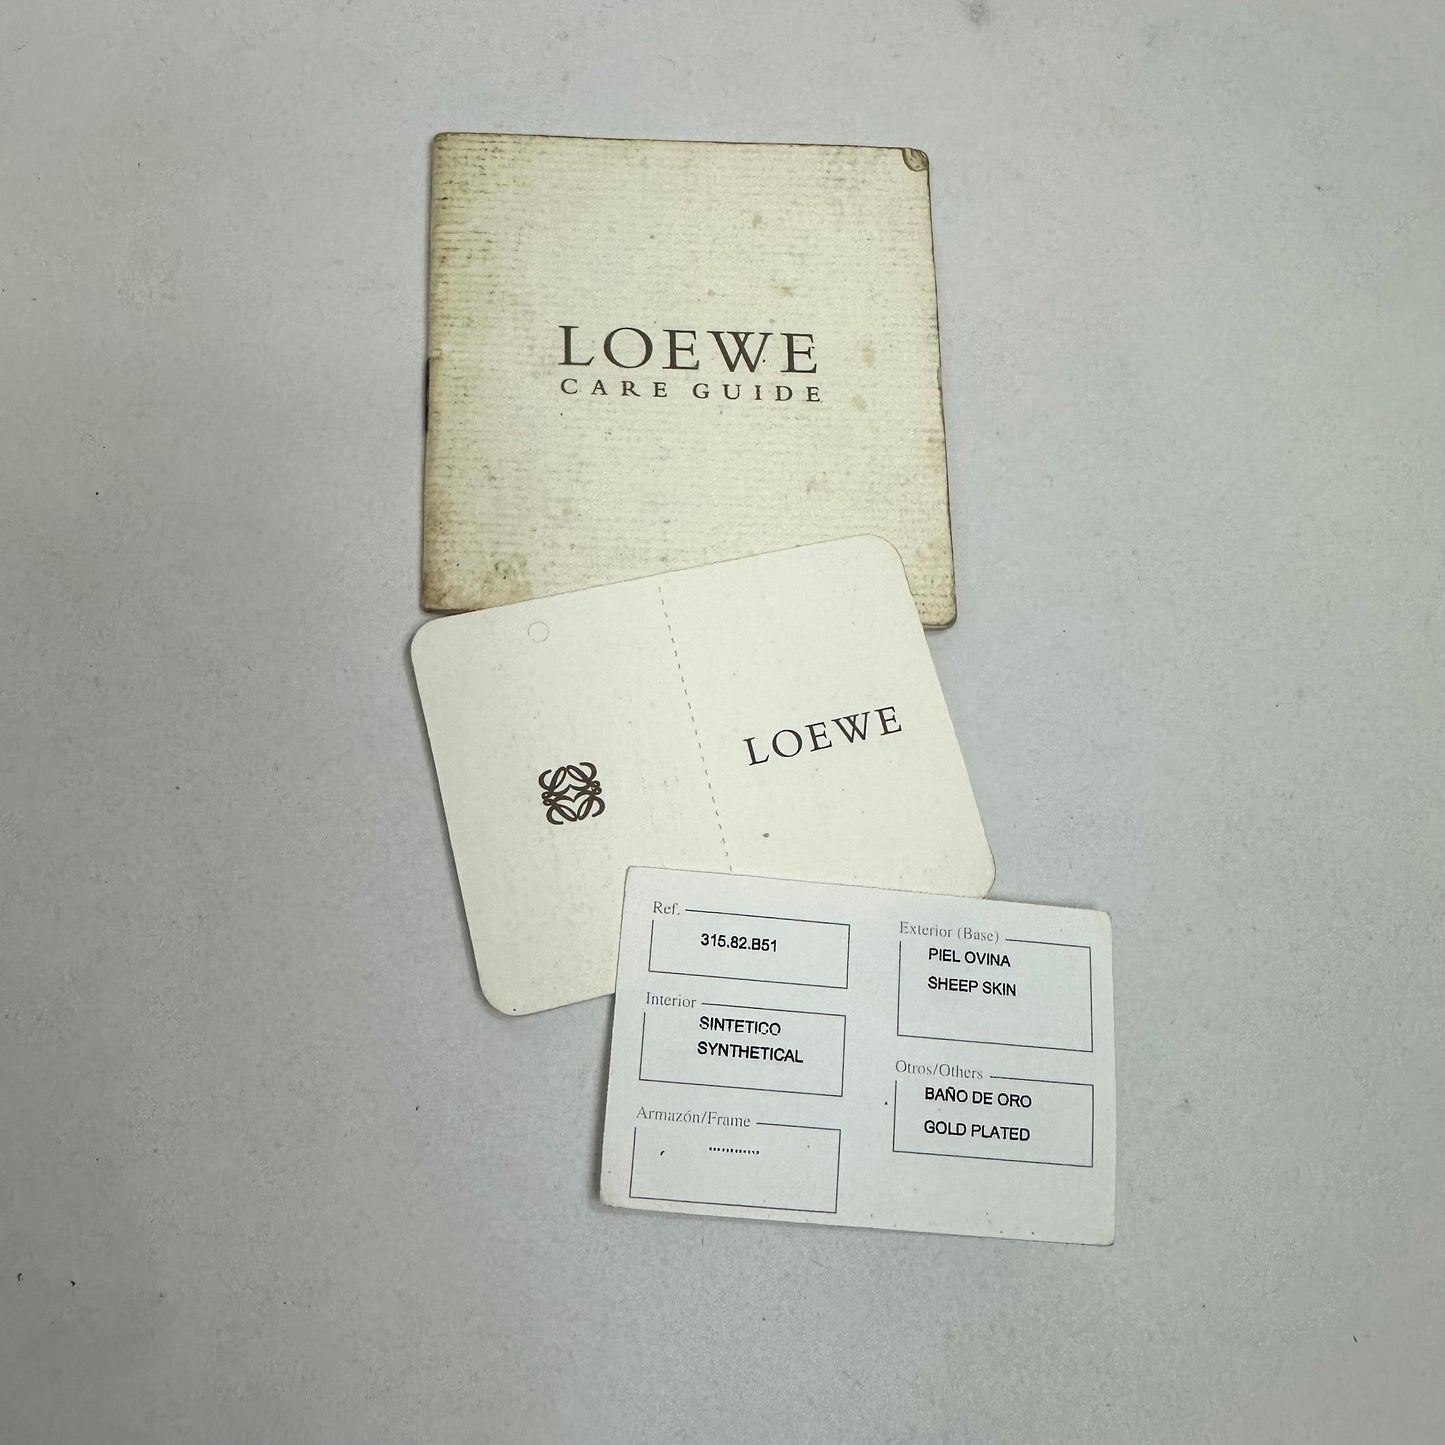 LOEWE
CARE GUIDE
LOEWE
Ref.
315.82.B51
Interior
SINTETICO
SYNTHETICAL
Armazón/Frame
Exterior (Base)
PIEL OVINA
SHEEP SKIN
Otros/Others
BAÑO DE ORO
GOLD PLATED